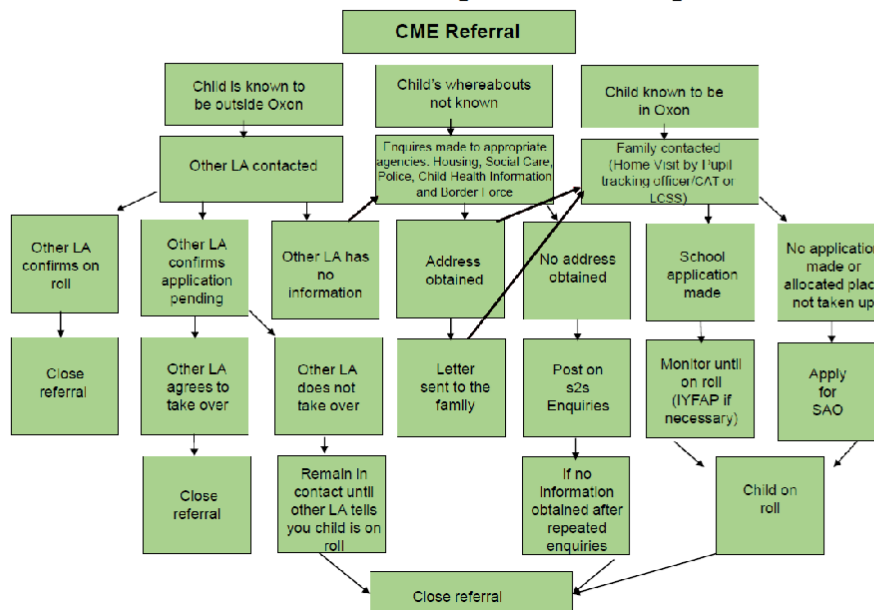 CME Referral
Child is known to
be outside Oxon
Child's whereabouts
not known
Child known to be
in Oxon
Other LA contacted
Enquires made to appropriate
agencies: Housing, Social Care,
Police, Child Health Information
and Border Force
Family contacted
(Home Visit by Pupil
tracking officer/CAT or
LCSS)
Other LA
confirms on
roll
Other LA
confirms
application
pending
Other LA has
no
information
Address
obtained
No address
obtained
School
application
made
No application
made or
allocated place
not taken up
Close
referral
Other LA
agrees to
take over
Other LA
does not
take over
Letter
sent to the
family
Post on
s2s
Enquiries
Monitor until
on roll
(IYFAP if
necessary)
Apply
for
SAO
Close
referral
Remain in
contact until
other LA tells
you child is on
roll
If no
information
obtained after
repeated
enquiries
Child on
roll
Close referral